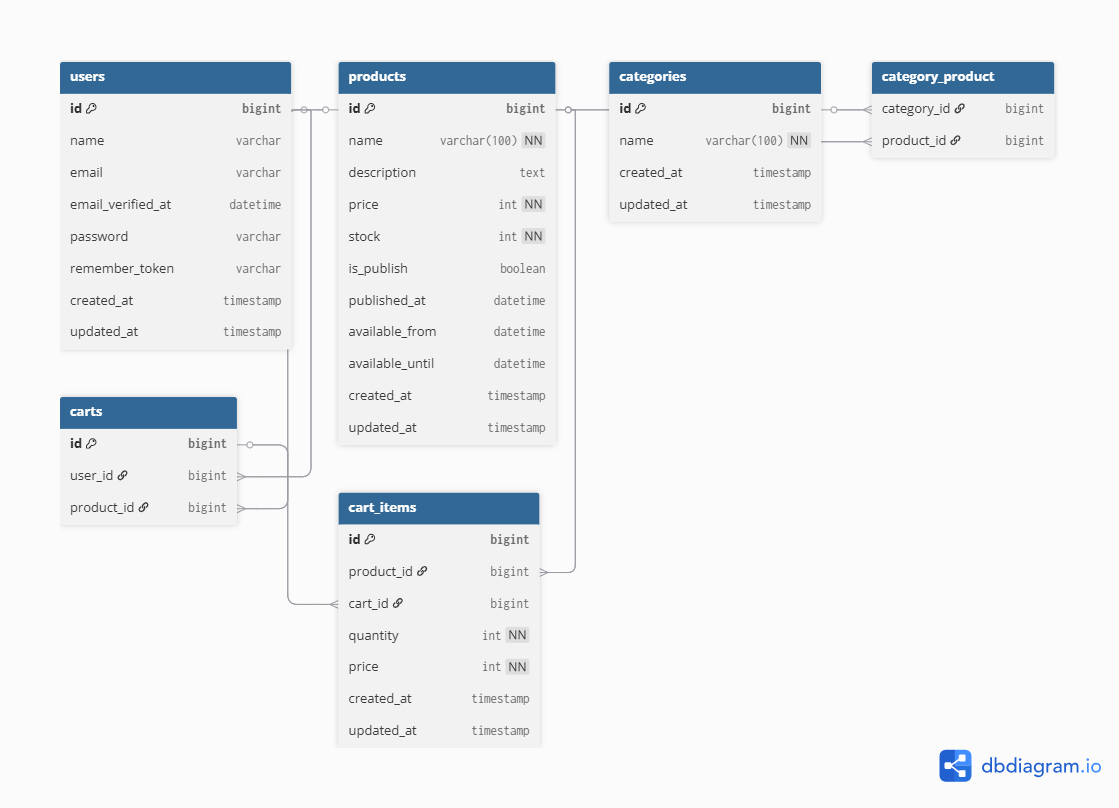 users
id bigint
name varchar
email varchar
email_verified_at datetime
password varchar
remember_token varchar
created_at timestamp
updated_at timestamp
products
id bigint
name varchar(100) NN
description text
price int NN
stock int NN
is_publish boolean
published_at datetime
available_from datetime
available_until datetime
created_at timestamp
updated_at timestamp
categories
id bigint
name varchar(100) NN
created_at timestamp
updated_at timestamp
category_product
category_id bigint
product_id bigint
carts
id bigint
user_id bigint
product_id bigint
cart_items
id bigint
product_id bigint
cart_id bigint
quantity int NN
price int NN
created_at timestamp
updated_at timestamp
dbdiagram.io